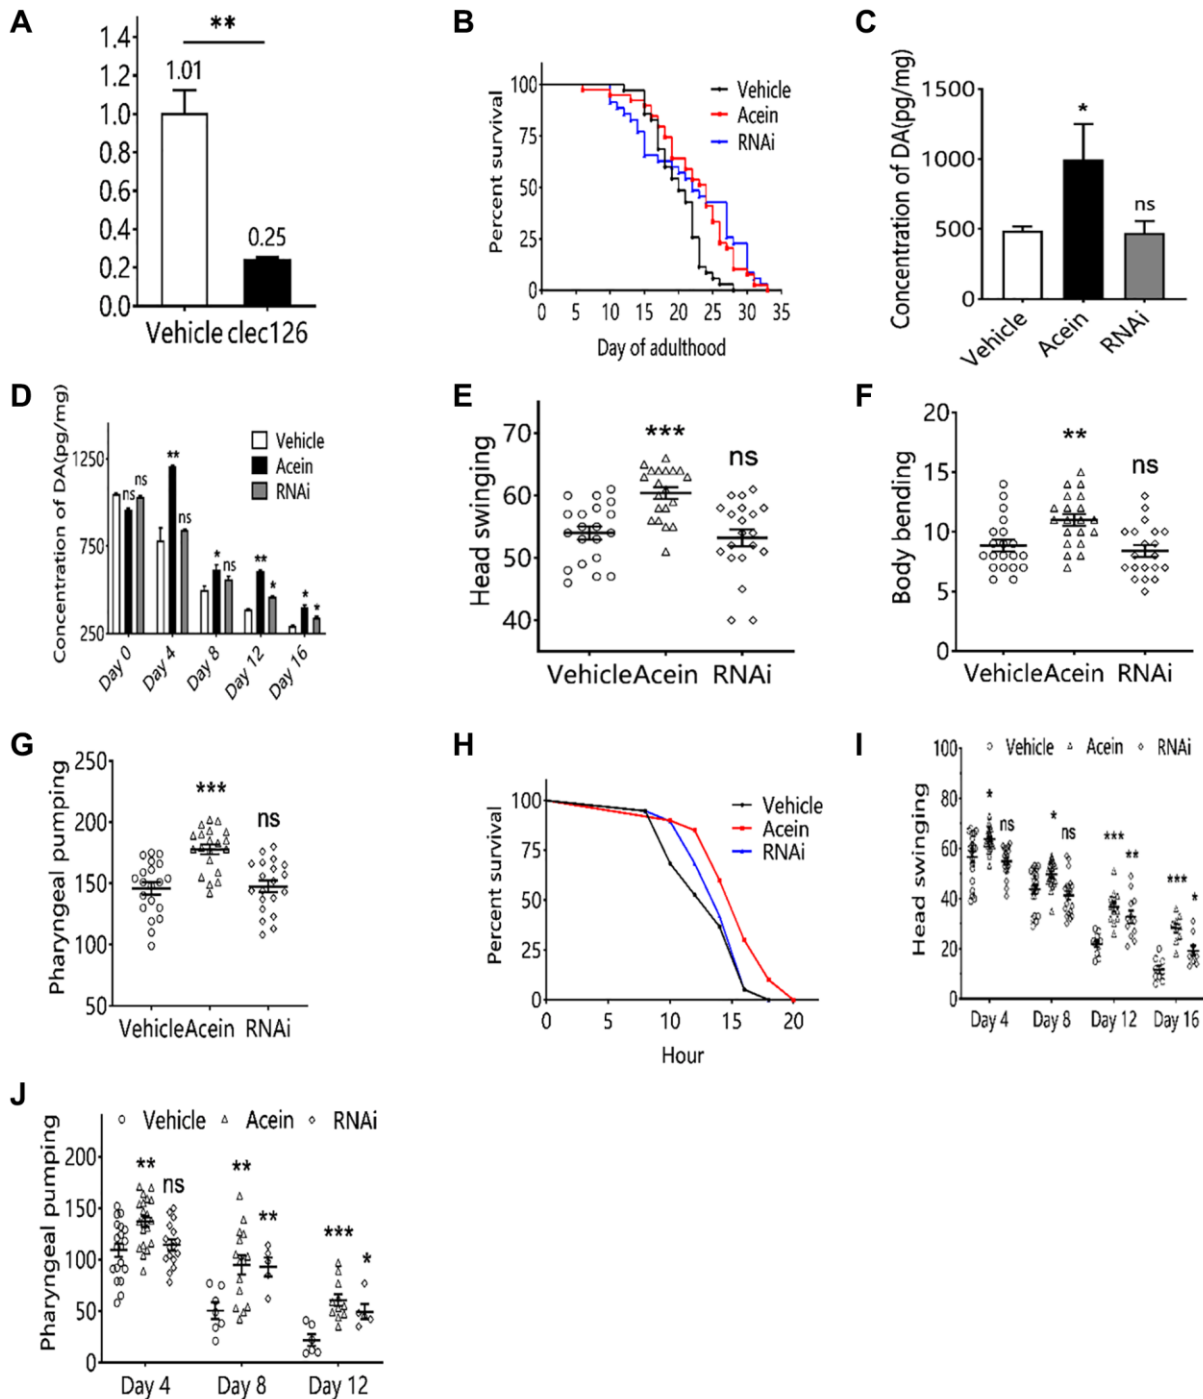 A
**
1.4
1.2
1.0
0.8
0.6
0.4
0.2
0.0
1.01
0.25
Vehicle clec126
B
Percent survival
100
75
50
25
0
0 5 10 15 20 25 30 35
Day of adulthood
Vehicle
Acein
RNAi
C
Concentration of DA(pg/mg)
1500
1000
500
0
*
ns
Vehicle
Acein
RNAi
D
Concentration of DA(pg/mg)
1250
750
250
Vehicle
Acein
RNAi
ns ns
** ns
* ns
** *
* *
Day 0 Day 4 Day 8 Day 12 Day 16
E
Head swinging
70
60
50
40
***
ns
Vehicle Acein RNAi
F
Body bending
20
15
10
5
0
**
ns
Vehicle Acein RNAi
G
Pharyngeal pumping
250
200
150
100
50
***
ns
Vehicle Acein RNAi
H
Percent survival
100
75
50
25
0
0 5 10 15 20
Hour
Vehicle
Acein
RNAi
I
Head swinging
100
80
60
40
20
0
Vehicle Acein RNAi
* ns
* ns
*** **
*** *
Day 4 Day 8 Day 12 Day 16
J
Pharyngeal pumping
200
150
100
50
0
Vehicle Acein RNAi
** ns
** **
*** *
Day 4 Day 8 Day 12